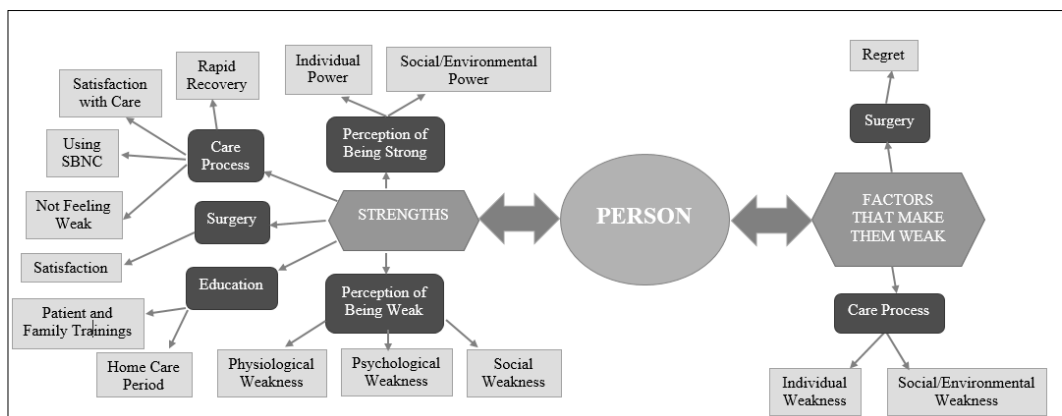 Individual
Power
Social/Environmental
Power
Regret
Rapid
Recovery
Satisfaction
with Care
Surgery
Perception of
Being Strong
Care
Process
Using
SBNC
Not Feeling
Weak
STRENGTHS
PERSON
FACTORS
THAT MAKE
THEM WEAK
Surgery
Satisfaction
Education
Perception of
Being Weak
Care Process
Patient and
Family Trainings
Home Care
Period
Physiological
Weakness
Psychological
Weakness
Social
Weakness
Individual
Weakness
Social/Environmental
Weakness